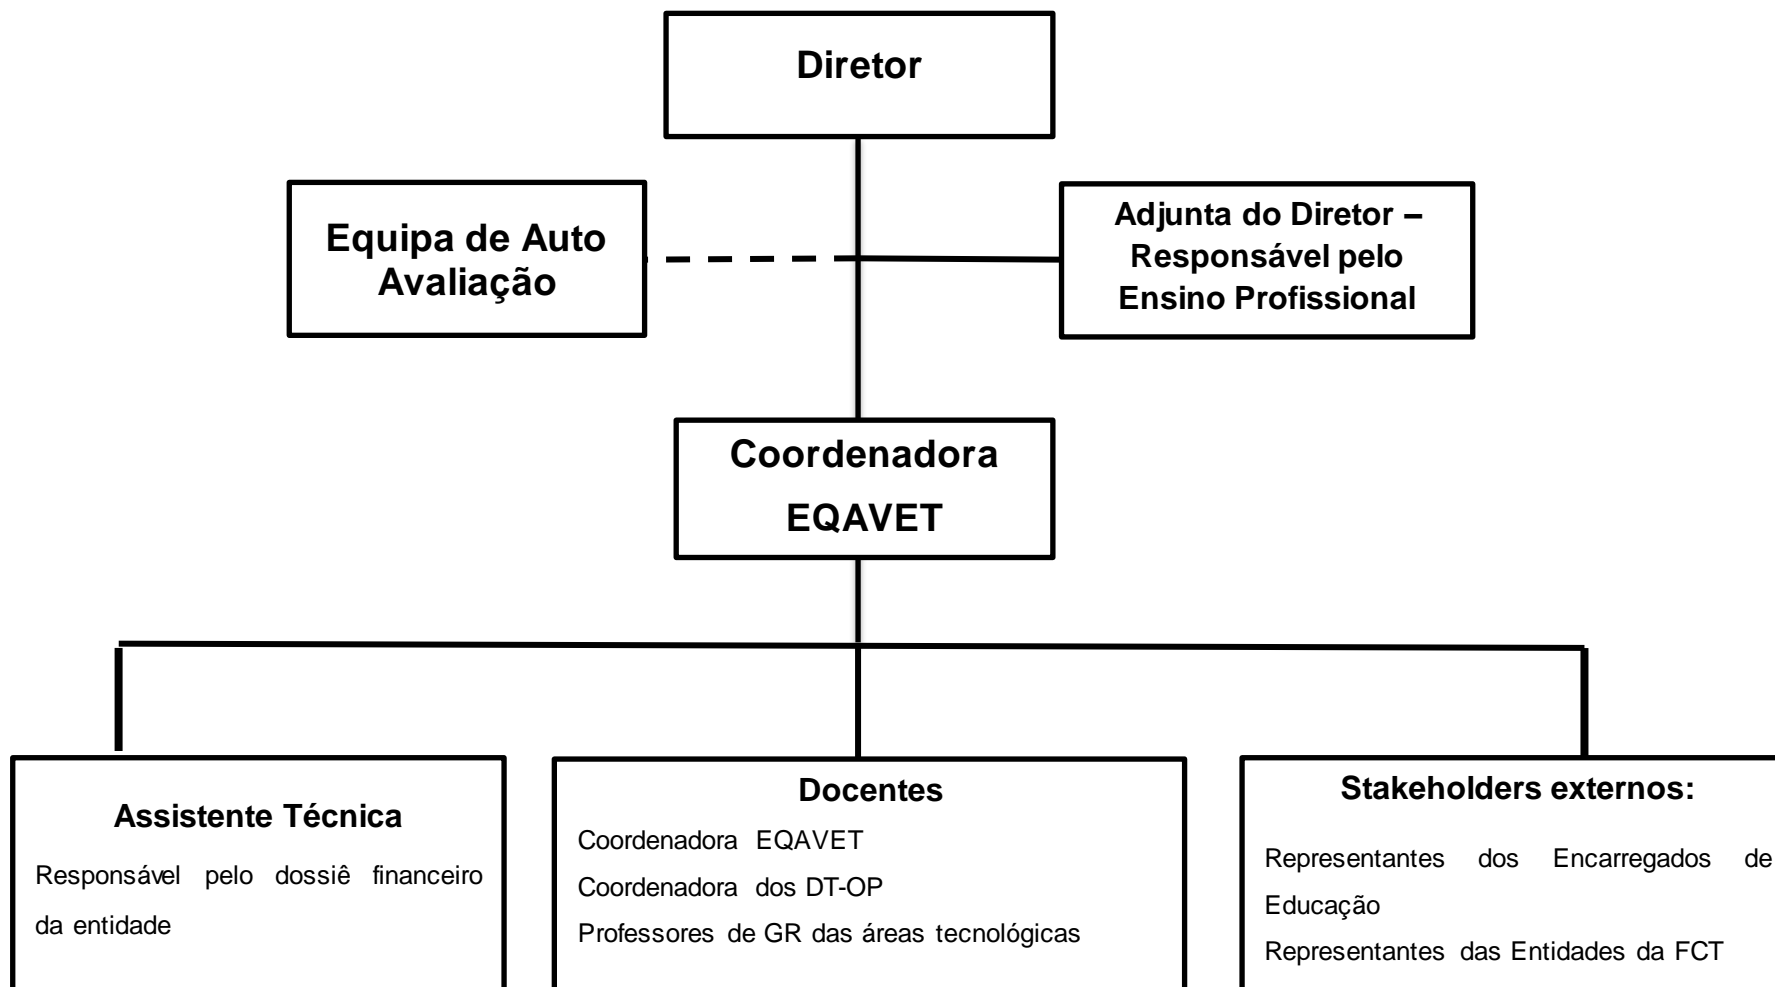 Diretor
Equipa de Auto
Avaliação
Adjunta do Diretor –
Responsável pelo
Ensino Profissional
Coordenadora
EQAVET
Assistente Técnica
Responsável pelo dossiê financeiro
da entidade
Docentes
Coordenadora EQAVET
Coordenadora dos DT-OP
Professores de GR das áreas tecnológicas
Stakeholders externos:
Representantes dos Encarregados de
Educação
Representantes das Entidades da FCT